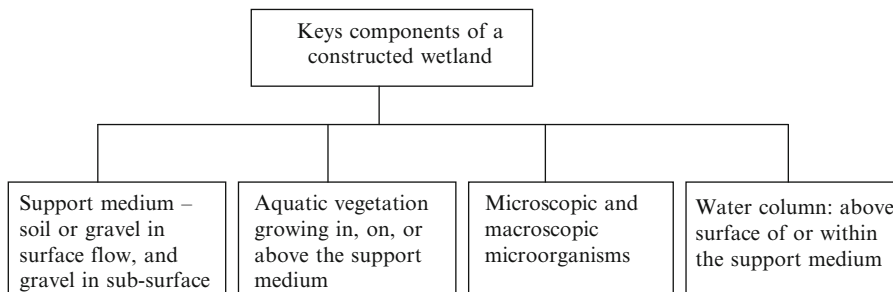 Keys components of a
constructed wetland
Support medium –
soil or gravel in
surface flow, and
gravel in sub-surface
Aquatic vegetation
growing in, on, or
above the support
medium
Microscopic and
macroscopic
microorganisms
Water column: above
surface of or within
the support medium